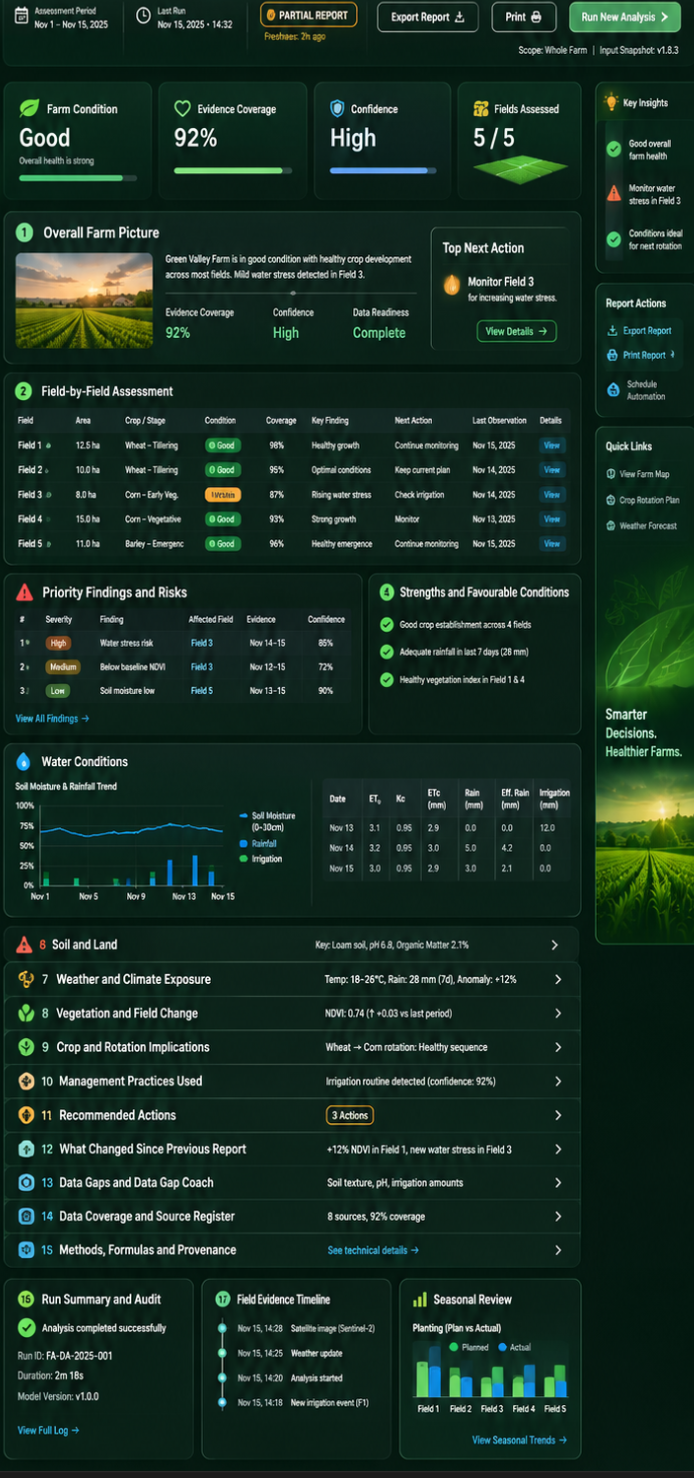 Assessment Period
Nov 1 – Nov 15, 2025
Last Run
Nov 15, 2025 • 14:32
PARTIAL REPORT
Freshnes: 2h ago
Export Report
Print
Run New Analysis
Scope: Whole Farm | Input Snapshot: v1.8.3
Farm Condition
Good
Overall health is strong
Evidence Coverage
92%
Confidence
High
Fields Assessed
5 / 5
Key Insights
Good overall
farm health
Monitor water
stress in Field 3
Conditions ideal
for next rotation
1 Overall Farm Picture
Green Valley Farm is in good condition with healthy crop development
across most fields. Mild water stress detected in Field 3.
Evidence Coverage Confidence Data Readiness
92% High Complete
Top Next Action
Monitor Field 3
for increasing water stress.
View Details →
Report Actions
Export Report
Print Report
Schedule
Automation
2 Field-by-Field Assessment
Field Area Crop / Stage Condition Coverage Key Finding Next Action Last Observation Details
Field 1 12.5 ha Wheat – Tillering Good 98% Healthy growth Continue monitoring Nov 15, 2025 View
Field 2 10.0 ha Wheat – Tillering Good 95% Optimal conditions Keep current plan Nov 14, 2025 View
Field 3 8.0 ha Corn – Early Veg. 87% Rising water stress Check irrigation Nov 14, 2025 View
Field 4 15.0 ha Corn – Vegetative Good 93% Strong growth Monitor Nov 13, 2025 View
Field 5 11.0 ha Barley – Emergenc Good 96% Healthy emergence Continue monitoring Nov 15, 2025 View
Quick Links
View Farm Map
Crop Rotation Plan
Weather Forecast
Priority Findings and Risks
# Severity Finding Affected Field Evidence Confidence
1 High Water stress risk Field 3 Nov 14–15 85%
2 Medium Below baseline NDVI Field 3 Nov 12–15 72%
3 Low Soil moisture low Field 5 Nov 13–15 90%
View All Findings →
4 Strengths and Favourable Conditions
Good crop establishment across 4 fields
Adequate rainfall in last 7 days (28 mm)
Healthy vegetation index in Field 1 & 4
Smarter
Decisions.
Healthier Farms.
Water Conditions
Soil Moisture & Rainfall Trend
100%
75%
50%
25%
0%
Nov 1 Nov 5 Nov 9 Nov 13 Nov 15
Soil Moisture
(0–30cm)
Rainfall
Irrigation
Date ET₀ Kc ETc (mm) Rain (mm) Eff. Rain (mm) Irrigation (mm)
Nov 13 3.1 0.95 2.9 0.0 0.0 12.0
Nov 14 3.2 0.95 3.0 5.0 4.2 0.0
Nov 15 3.0 0.95 2.9 3.0 2.1 0.0
6 Soil and Land Key: Loam soil, pH 6.8, Organic Matter 2.1%
7 Weather and Climate Exposure Temp: 18–26°C, Rain: 28 mm (7d), Anomaly: +12%
8 Vegetation and Field Change NDVI: 0.74 (↑ +0.03 vs last period)
9 Crop and Rotation Implications Wheat → Corn rotation: Healthy sequence
10 Management Practices Used Irrigation routine detected (confidence: 92%)
11 Recommended Actions 3 Actions
12 What Changed Since Previous Report +12% NDVI in Field 1, new water stress in Field 3
13 Data Gaps and Data Gap Coach Soil texture, pH, irrigation amounts
14 Data Coverage and Source Register 8 sources, 92% coverage
15 Methods, Formulas and Provenance See technical details →
16 Run Summary and Audit
Analysis completed successfully
Run ID: FA-DA-2025-001
Duration: 2m 18s
Model Version: v1.0.0
View Full Log →
17 Field Evidence Timeline
Nov 15, 14:28 Satellite image (Sentinel-2)
Nov 15, 14:25 Weather update
Nov 15, 14:20 Analysis started
Nov 15, 14:18 New irrigation event (F1)
Seasonal Review
Planting (Plan vs Actual)
Planned Actual
Field 1 Field 2 Field 3 Field 4 Field 5
View Seasonal Trends →